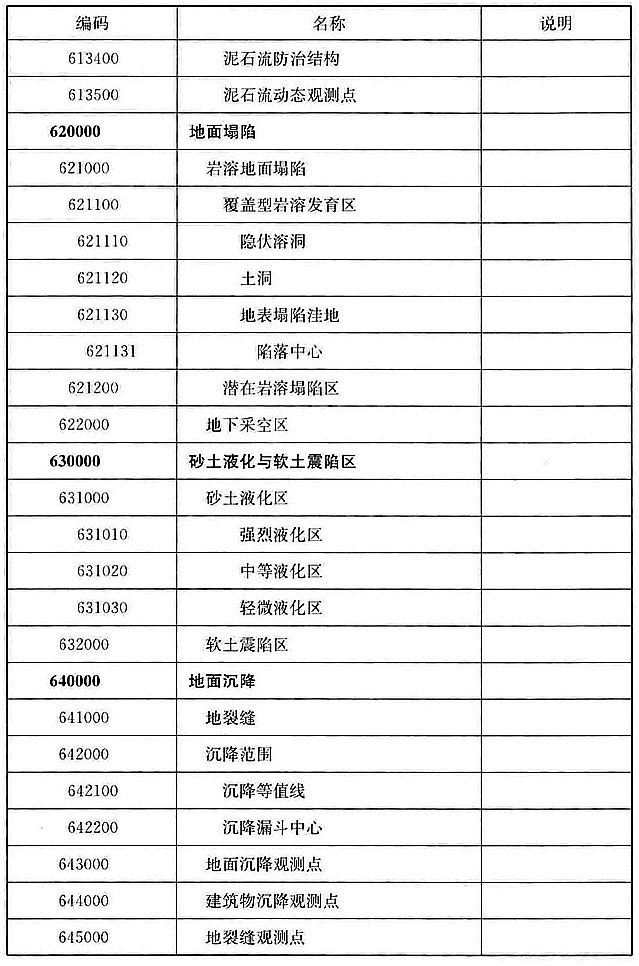 编码 名称 说明
613400 泥石流防治结构
613500 泥石流动态观测点
620000 地面塌陷
621000 岩溶地面塌陷
621100 覆盖型岩溶发育区
621110 隐伏溶洞
621120 土洞
621130 地表塌陷洼地
621131 陷落中心
621200 潜在岩溶塌陷区
622000 地下采空区
630000 砂土液化与软土震陷区
631000 砂土液化区
631010 强烈液化区
631020 中等液化区
631030 轻微液化区
632000 软土震陷区
640000 地面沉降
641000 地裂缝
642000 沉降范围
642100 沉降等值线
642200 沉降漏斗中心
643000 地面沉降观测点
644000 建筑物沉降观测点
645000 地裂缝观测点